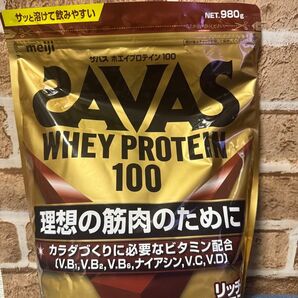 サッと溶けて飲みやすい
NET.980g
meiji
ザバス ホエイプロテイン100
SAVAS
WHEY PROTEIN
100
理想の筋肉のために
★カラダづくりに必要なビタミン配合
(V.B₁,V.B₂,V.B₆,ナイアシン,V.C,V.D)
リッチ